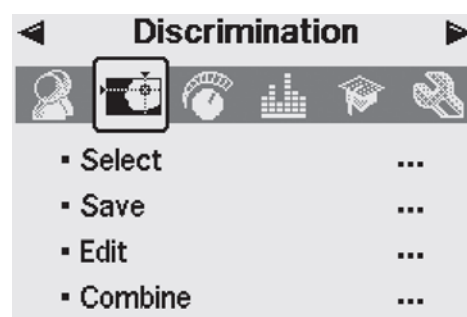 Discrimination
▪ Select ...
▪ Save ...
▪ Edit ...
▪ Combine ...